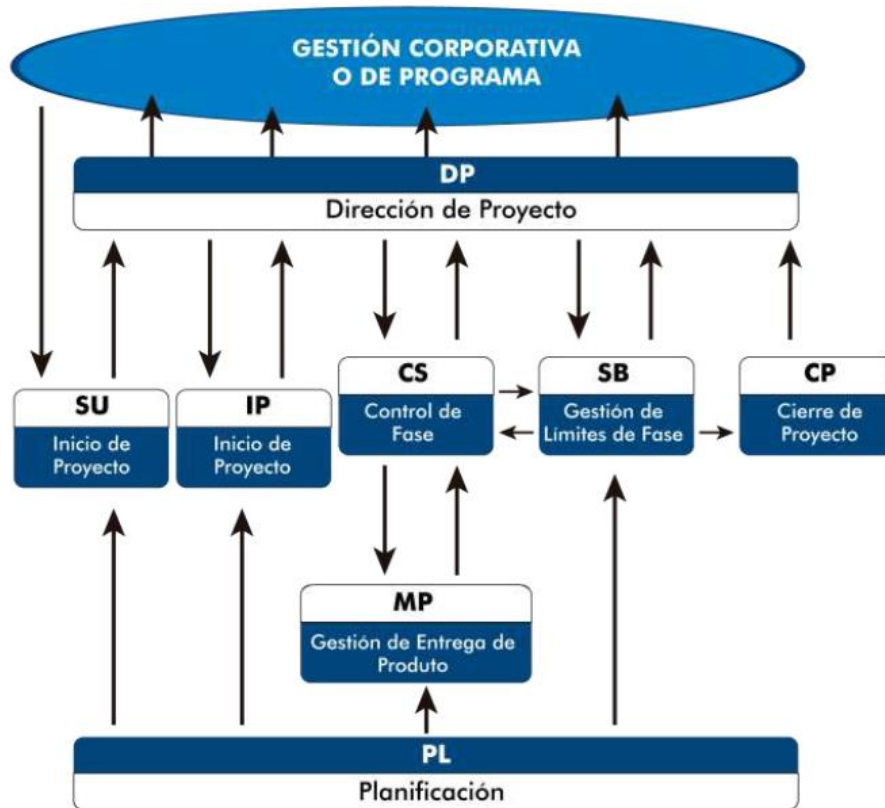 GESTIÓN CORPORATIVA
O DE PROGRAMA
DP
Dirección de Proyecto
SU
Inicio de
Proyecto
IP
Inicio de
Proyecto
CS
Control de
Fase
SB
Gestión de
Límites de Fase
CP
Cierre de
Proyecto
MP
Gestión de Entrega de
Produto
PL
Planificación